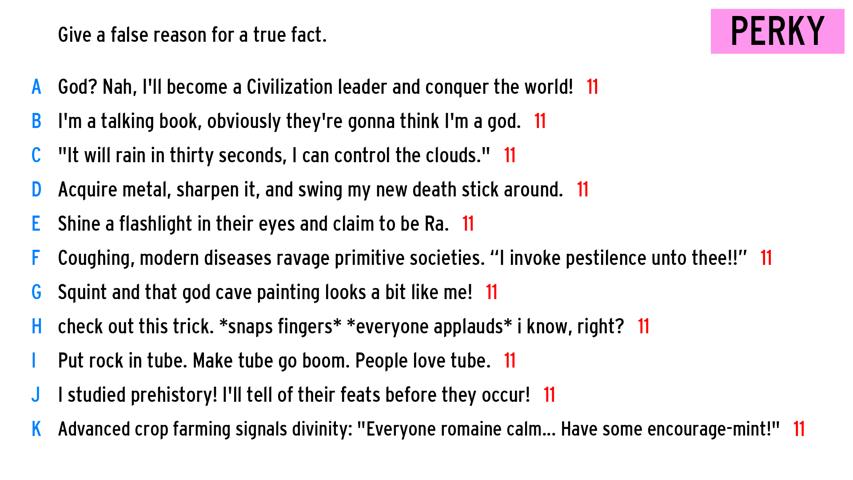 Give a false reason for a true fact.
PERKY
A God? Nah, I'll become a Civilization leader and conquer the world! 11
B I'm a talking book, obviously they're gonna think I'm a god. 11
C "It will rain in thirty seconds, I can control the clouds." 11
D Acquire metal, sharpen it, and swing my new death stick around. 11
E Shine a flashlight in their eyes and claim to be Ra. 11
F Coughing, modern diseases ravage primitive societies. “I invoke pestilence unto thee!!” 11
G Squint and that god cave painting looks a bit like me! 11
H check out this trick. *snaps fingers* *everyone applauds* i know, right? 11
I Put rock in tube. Make tube go boom. People love tube. 11
J I studied prehistory! I'll tell of their feats before they occur! 11
K Advanced crop farming signals divinity: "Everyone romaine calm... Have some encourage-mint!" 11